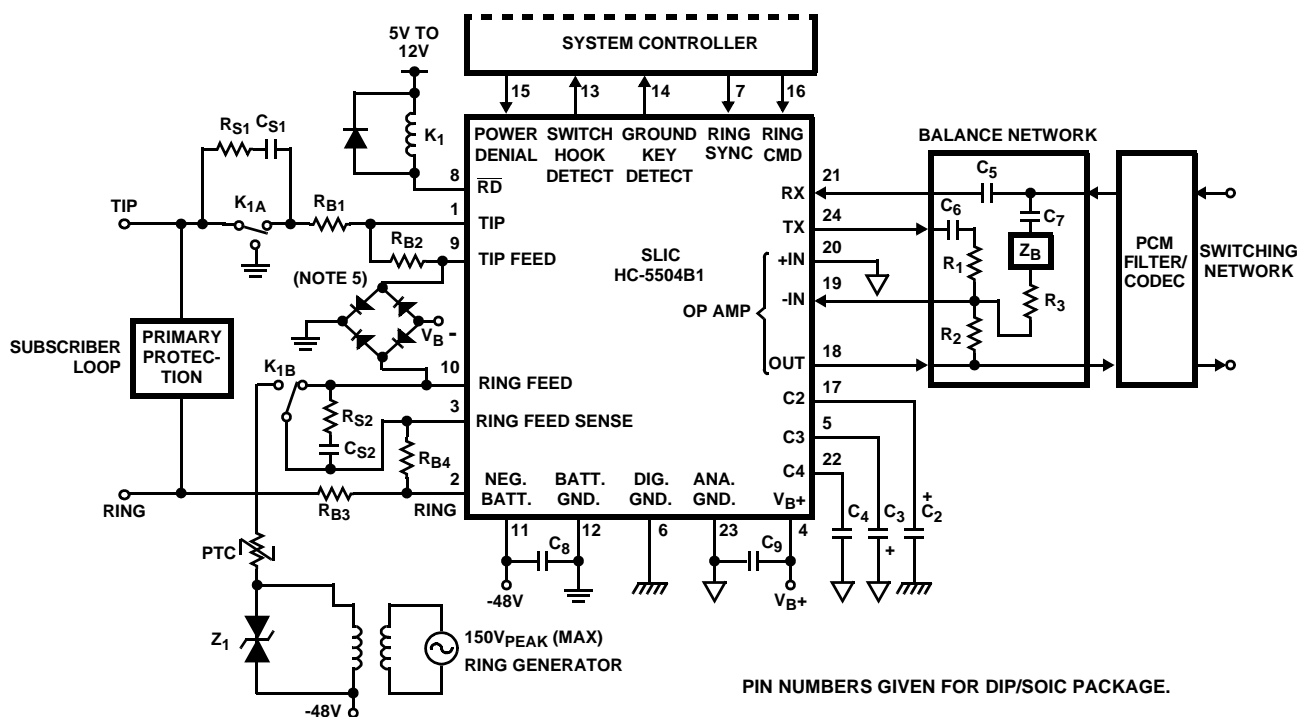 5V TO
12V
SYSTEM CONTROLLER
15
13
14
7
16
RS1
CS1
K1
POWER
DENIAL
SWITCH
HOOK
DETECT
GROUND
KEY
DETECT
RING
SYNC
RING
CMD
BALANCE NETWORK
8
RD
21
RX
C5
TIP
K1A
RB1
1
TIP
24
TX
C6
C7
RB2
9
TIP FEED
SLIC
HC-5504B1
20
+IN
ZB
PCM
FILTER/
CODEC
SWITCHING
NETWORK
(NOTE 5)
R1
19
-IN
R3
OP AMP
VB -
R2
SUBSCRIBER
LOOP
PRIMARY
PROTEC-
TION
18
OUT
K1B
10
RING FEED
17
C2
RS2
3
RING FEED SENSE
5
C3
CS2
RB4
22
C4
2
NEG.
BATT.
BATT.
GND.
DIG.
GND.
ANA.
GND.
VB+
RING
RB3
RING
C4
C3
+
C2
+
11
12
6
23
4
C8
C9
PTC
-48V
VB+
Z1
150VPEAK (MAX)
RING GENERATOR
-48V
PIN NUMBERS GIVEN FOR DIP/SOIC PACKAGE.